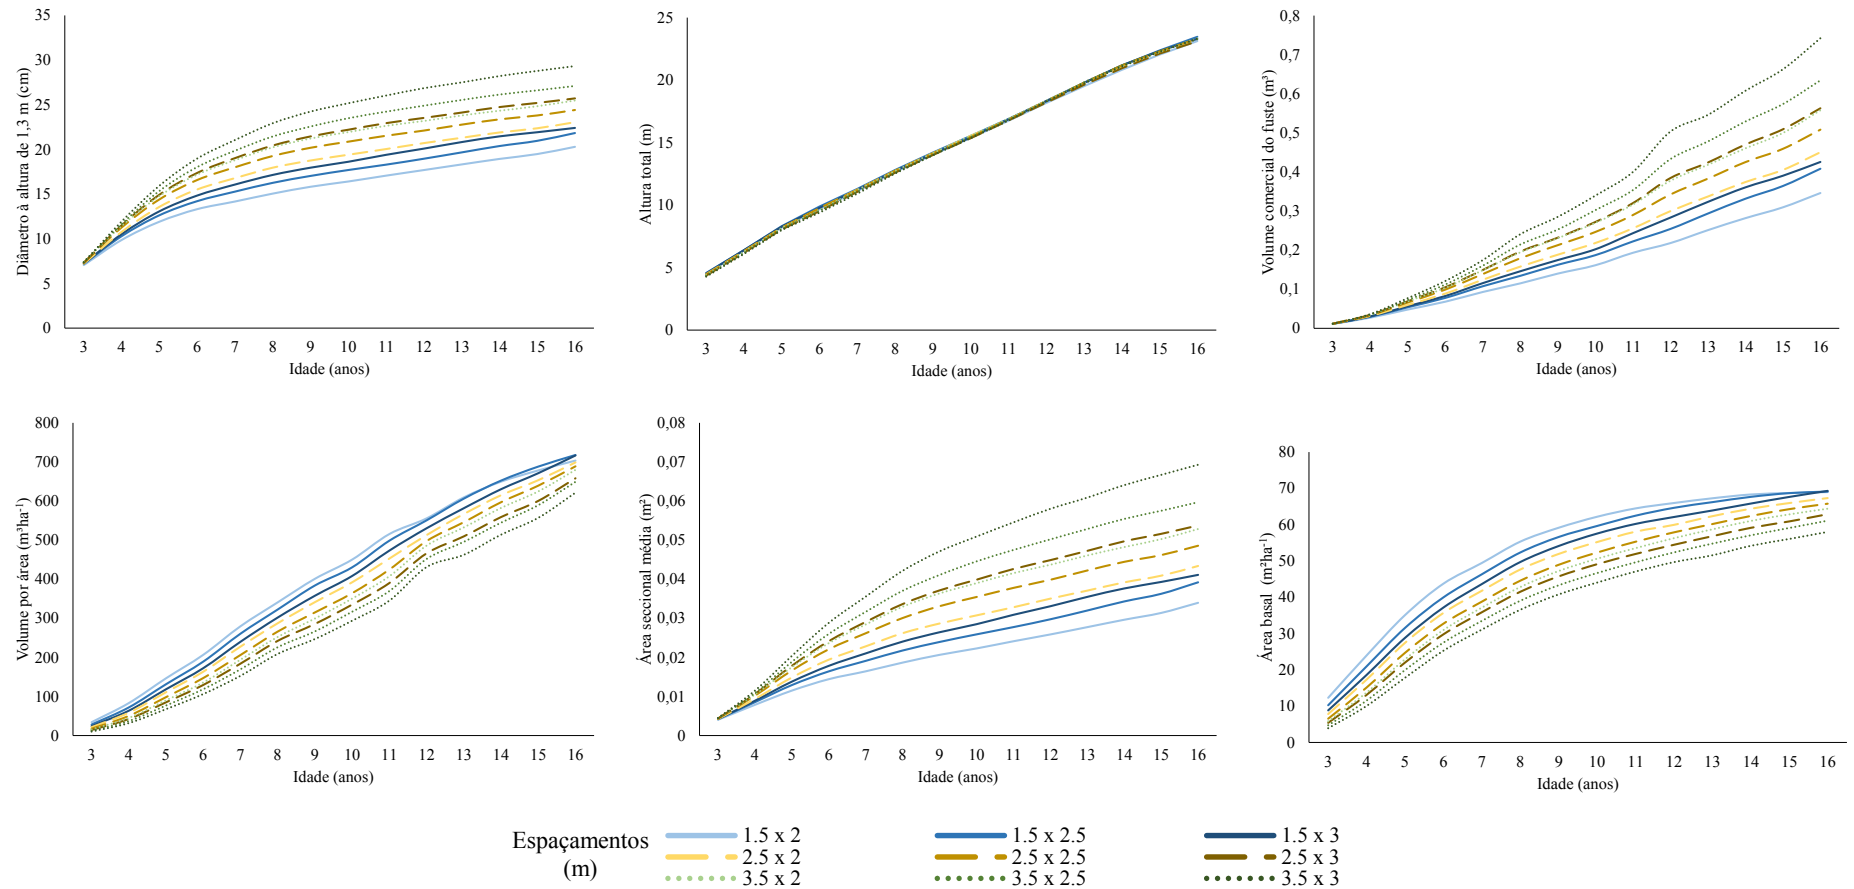 Diâmetro à altura de 1,3 m (cm)
35
30
25
20
15
10
5
0
3 4 5 6 7 8 9 10 11 12 13 14 15 16
Idade (anos)
Altura total (m)
25
20
15
10
5
0
3 4 5 6 7 8 9 10 11 12 13 14 15 16
Idade (anos)
Volume comercial do fuste (m³)
0,8
0,7
0,6
0,5
0,4
0,3
0,2
0,1
0
3 4 5 6 7 8 9 10 11 12 13 14 15 16
Idade (anos)
Volume por área (m³ha⁻¹)
800
700
600
500
400
300
200
100
0
3 4 5 6 7 8 9 10 11 12 13 14 15 16
Idade (anos)
Área seccional média (m²)
0,08
0,07
0,06
0,05
0,04
0,03
0,02
0,01
0
3 4 5 6 7 8 9 10 11 12 13 14 15 16
Idade (anos)
Área basal (m²ha⁻¹)
80
70
60
50
40
30
20
10
0
3 4 5 6 7 8 9 10 11 12 13 14 15 16
Idade (anos)
Espaçamentos
(m)
1.5 x 2 1.5 x 2.5 1.5 x 3
2.5 x 2 2.5 x 2.5 2.5 x 3
3.5 x 2 3.5 x 2.5 3.5 x 3